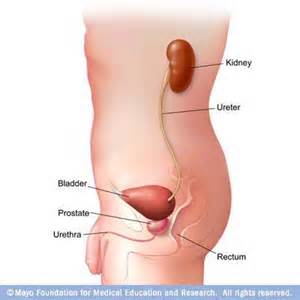 Kidney
Ureter
Bladder
Prostate
Urethra
Rectum
© Mayo Foundation for Medical Education and Research. All rights reserved.